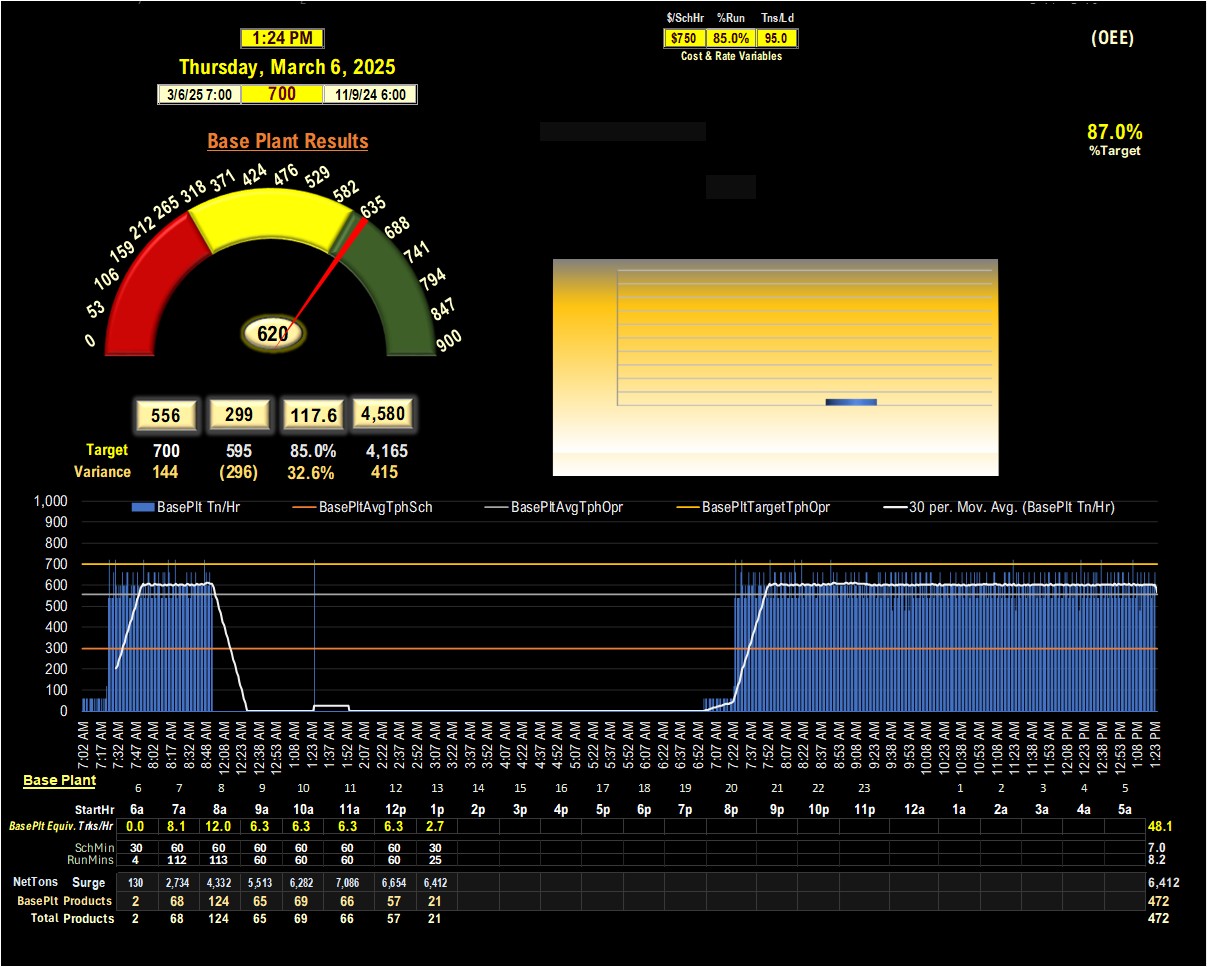 $/SchHr %Run Tns/Ld
1:24 PM $750 85.0% 95.0 (OEE)
Cost & Rate Variables
Thursday, March 6, 2025
3/6/25 7:00 700 11/9/24 6:00
87.0%
%Target
Base Plant Results
0 53 106 159 212 265 318 371 424 476 529 582 635 688 741 794 847 900
620
556 299 117.6 4,580
Target 700 595 85.0% 4,165
Variance 144 (296) 32.6% 415
BasePlt Tn/Hr BasePltAvgTphSch BasePltAvgTphOpr BasePltTargetTphOpr 30 per. Mov. Avg. (BasePlt Tn/Hr)
1,000
900
800
700
600
500
400
300
200
100
0
7:02 AM 7:17 AM 7:32 AM 7:47 AM 8:02 AM 8:17 AM 8:33 AM 8:48 AM 12:08 AM 12:23 AM 12:38 AM 12:53 AM 1:08 AM 1:23 AM 1:37 AM 1:52 AM 2:07 AM 2:22 AM 2:37 AM 2:52 AM 3:07 AM 3:22 AM 3:37 AM 3:52 AM 4:07 AM 4:22 AM 4:37 AM 4:52 AM 5:07 AM 5:22 AM 5:37 AM 5:52 AM 6:07 AM 6:22 AM 6:37 AM 6:52 AM 7:07 AM 7:22 AM 7:37 AM 7:52 AM 8:07 AM 8:22 AM 8:38 AM 8:53 AM 9:08 AM 9:23 AM 9:38 AM 9:53 AM 10:08 AM 10:23 AM 10:38 AM 10:53 AM 11:08 AM 11:23 AM 11:38 AM 11:53 AM 12:08 PM 12:23 PM 12:38 PM 12:53 PM 1:08 PM 1:23 PM
Base Plant
6 7 8 9 10 11 12 13 14 15 16 17 18 19 20 21 22 23 1 2 3 4 5
StartHr 6a 7a 8a 9a 10a 11a 12p 1p 2p 3p 4p 5p 6p 7p 8p 9p 10p 11p 12a 1a 2a 3a 4a 5a
BasePlt Equiv. Trks/Hr 0.0 8.1 12.0 6.3 6.3 6.3 6.3 2.7 48.1
SchMin 30 60 60 60 60 60 60 30 7.0
RunMins 4 112 113 60 60 60 60 25 8.2
NetTons Surge 130 2,734 4,332 5,513 6,282 7,086 6,654 6,412 6,412
BasePlt Products 2 68 124 65 69 66 57 21 472
Total Products 2 68 124 65 69 66 57 21 472